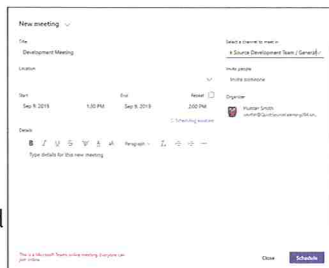 New meeting
Title
Select a channel to meet in
Development Meeting
Source Development Team / General
Location
Invite people
Invite someone
Start
End
Repeat
Organizer
Sep 9, 2019
1:30 PM
Sep 9, 2019
2:00 PM
Hunter Smith
Scheduling assistant
Details
B I U S
Paragraph
Type details for this new meeting
This is a Microsoft Teams online meeting. Everyone can
join online.
Close
Schedule